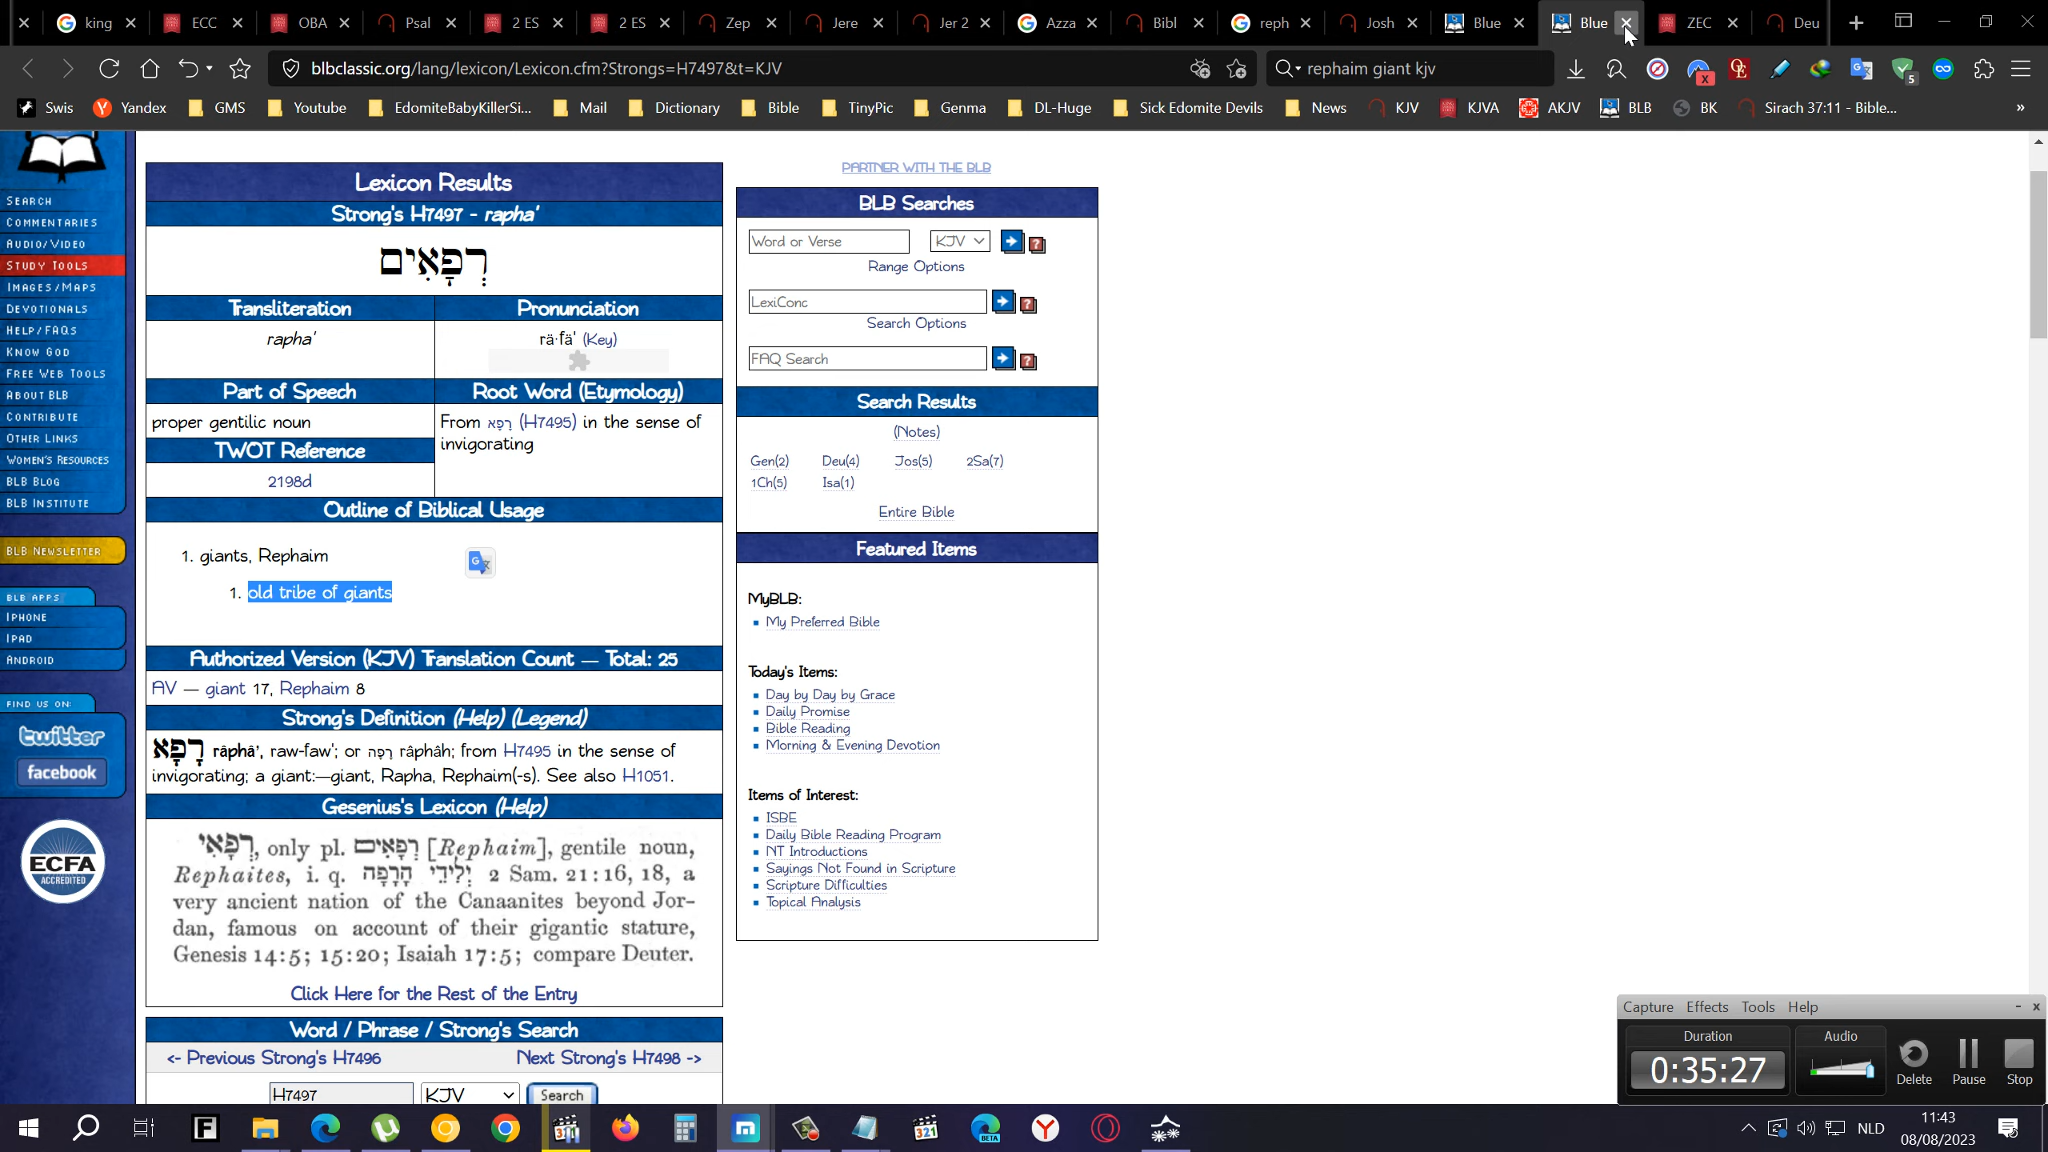 king
ECC
OBA
Psal
2 ES
2 ES
Zep
Jere
Jer 2
Azza
Bibl
reph
Josh
Blue
Blue
ZEC
Deu
blbclassic.org/lang/lexicon/Lexicon.cfm?Strongs=H7497&t=KJV
rephaim giant kjv
Swis
Yandex
GMS
Youtube
EdomiteBabyKillerSi...
Mail
Dictionary
Bible
TinyPic
Genma
DL-Huge
Sick Edomite Devils
News
KJV
KJVA
AKJV
BLB
BK
Sirach 37:11 - Bible...
SEARCH
COMMENTARIES
AUDIO/VIDEO
STUDY TOOLS
IMAGES/MAPS
DEVOTIONALS
HELP/FAQS
KNOW GOD
FREE WEB TOOLS
ABOUT BLB
CONTRIBUTE
OTHER LINKS
WOMEN'S RESOURCES
BLB BLOG
BLB INSTITUTE
BLB NEWSLETTER
BLB APPS
IPHONE
IPAD
ANDROID
FIND US ON:
twitter
facebook
ECFA
ACCREDITED
Lexicon Results
Strong's H7497 - rapha'
רְפָאִים
Transliteration
Pronunciation
rapha'
rä·fä' (Key)
Part of Speech
Root Word (Etymology)
proper gentilic noun
From רָפָא (H7495) in the sense of
invigorating
TWOT Reference
2198d
Outline of Biblical Usage
1. giants, Rephaim
1. old tribe of giants
Authorized Version (KJV) Translation Count — Total: 25
AV — giant 17, Rephaim 8
Strong's Definition (Help) (Legend)
רָפָא râphâʼ, raw-faw'; or רָפָה râphâh; from H7495 in the sense of
invigorating; a giant:—giant, Rapha, Rephaim(-s). See also H1051.
Gesenius's Lexicon (Help)
רְפָאִי, only pl. רְפָאִים [Rephaim], gentile noun,
Rephaites, i. q. יְלִידֵי הָרָפָה 2 Sam. 21:16, 18, a
very ancient nation of the Canaanites beyond Jor-
dan, famous on account of their gigantic stature,
Genesis 14:5; 15:20; Isaiah 17:5; compare Deuter.
Click Here for the Rest of the Entry
Word / Phrase / Strong's Search
<- Previous Strong's H7496
Next Strong's H7498 ->
H7497
KJV
Search
PARTNER WITH THE BLB
BLB Searches
Word or Verse
KJV
Range Options
LexiConc
Search Options
FAQ Search
Search Results
(Notes)
Gen(2)
Deu(4)
Jos(5)
2Sa(7)
1Ch(5)
Isa(1)
Entire Bible
Featured Items
MyBLB:
My Preferred Bible
Today's Items:
Day by Day by Grace
Daily Promise
Bible Reading
Morning & Evening Devotion
Items of Interest:
ISBE
Daily Bible Reading Program
NT Introductions
Sayings Not Found in Scripture
Scripture Difficulties
Topical Analysis
Capture
Effects
Tools
Help
Duration
Audio
0:35:27
Delete
Pause
Stop
NLD
11:43
08/08/2023